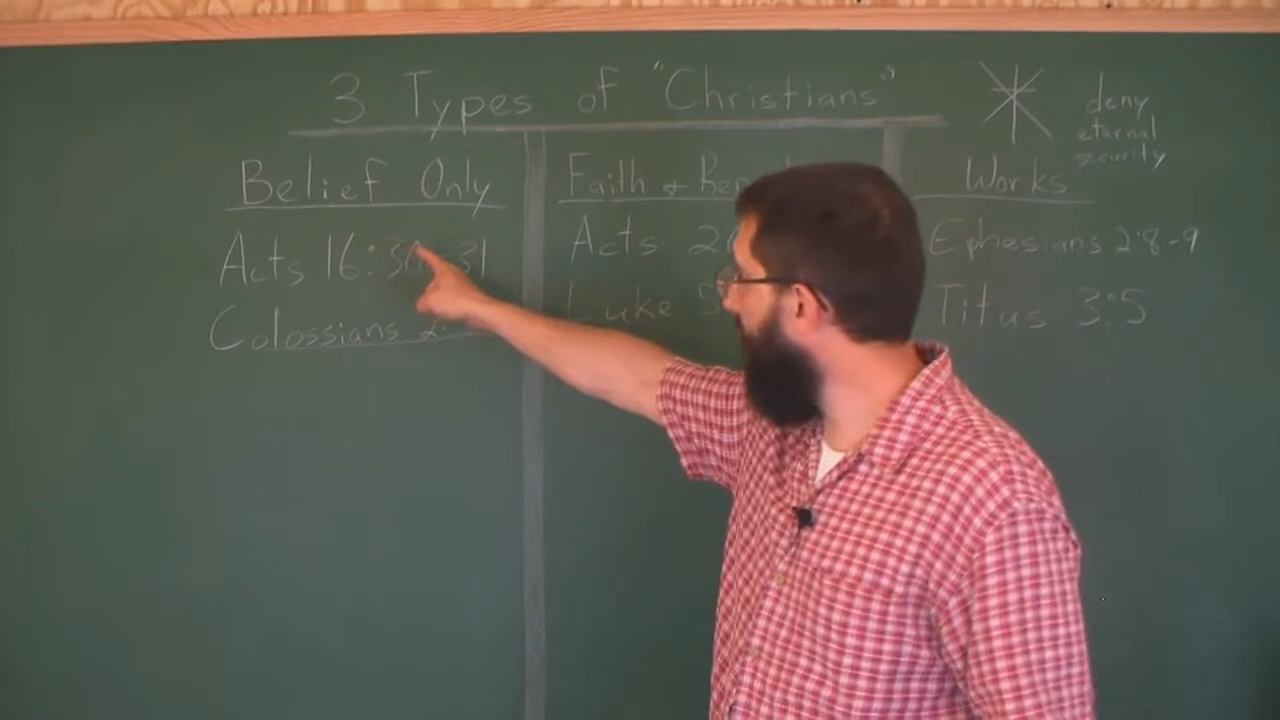 3 Types of "Christians"
deny
eternal
security
Belief Only
Faith &
Works
Acts 16:30-31
Acts
Ephesians 2:8-9
Colossians
Luke
Titus 3:5